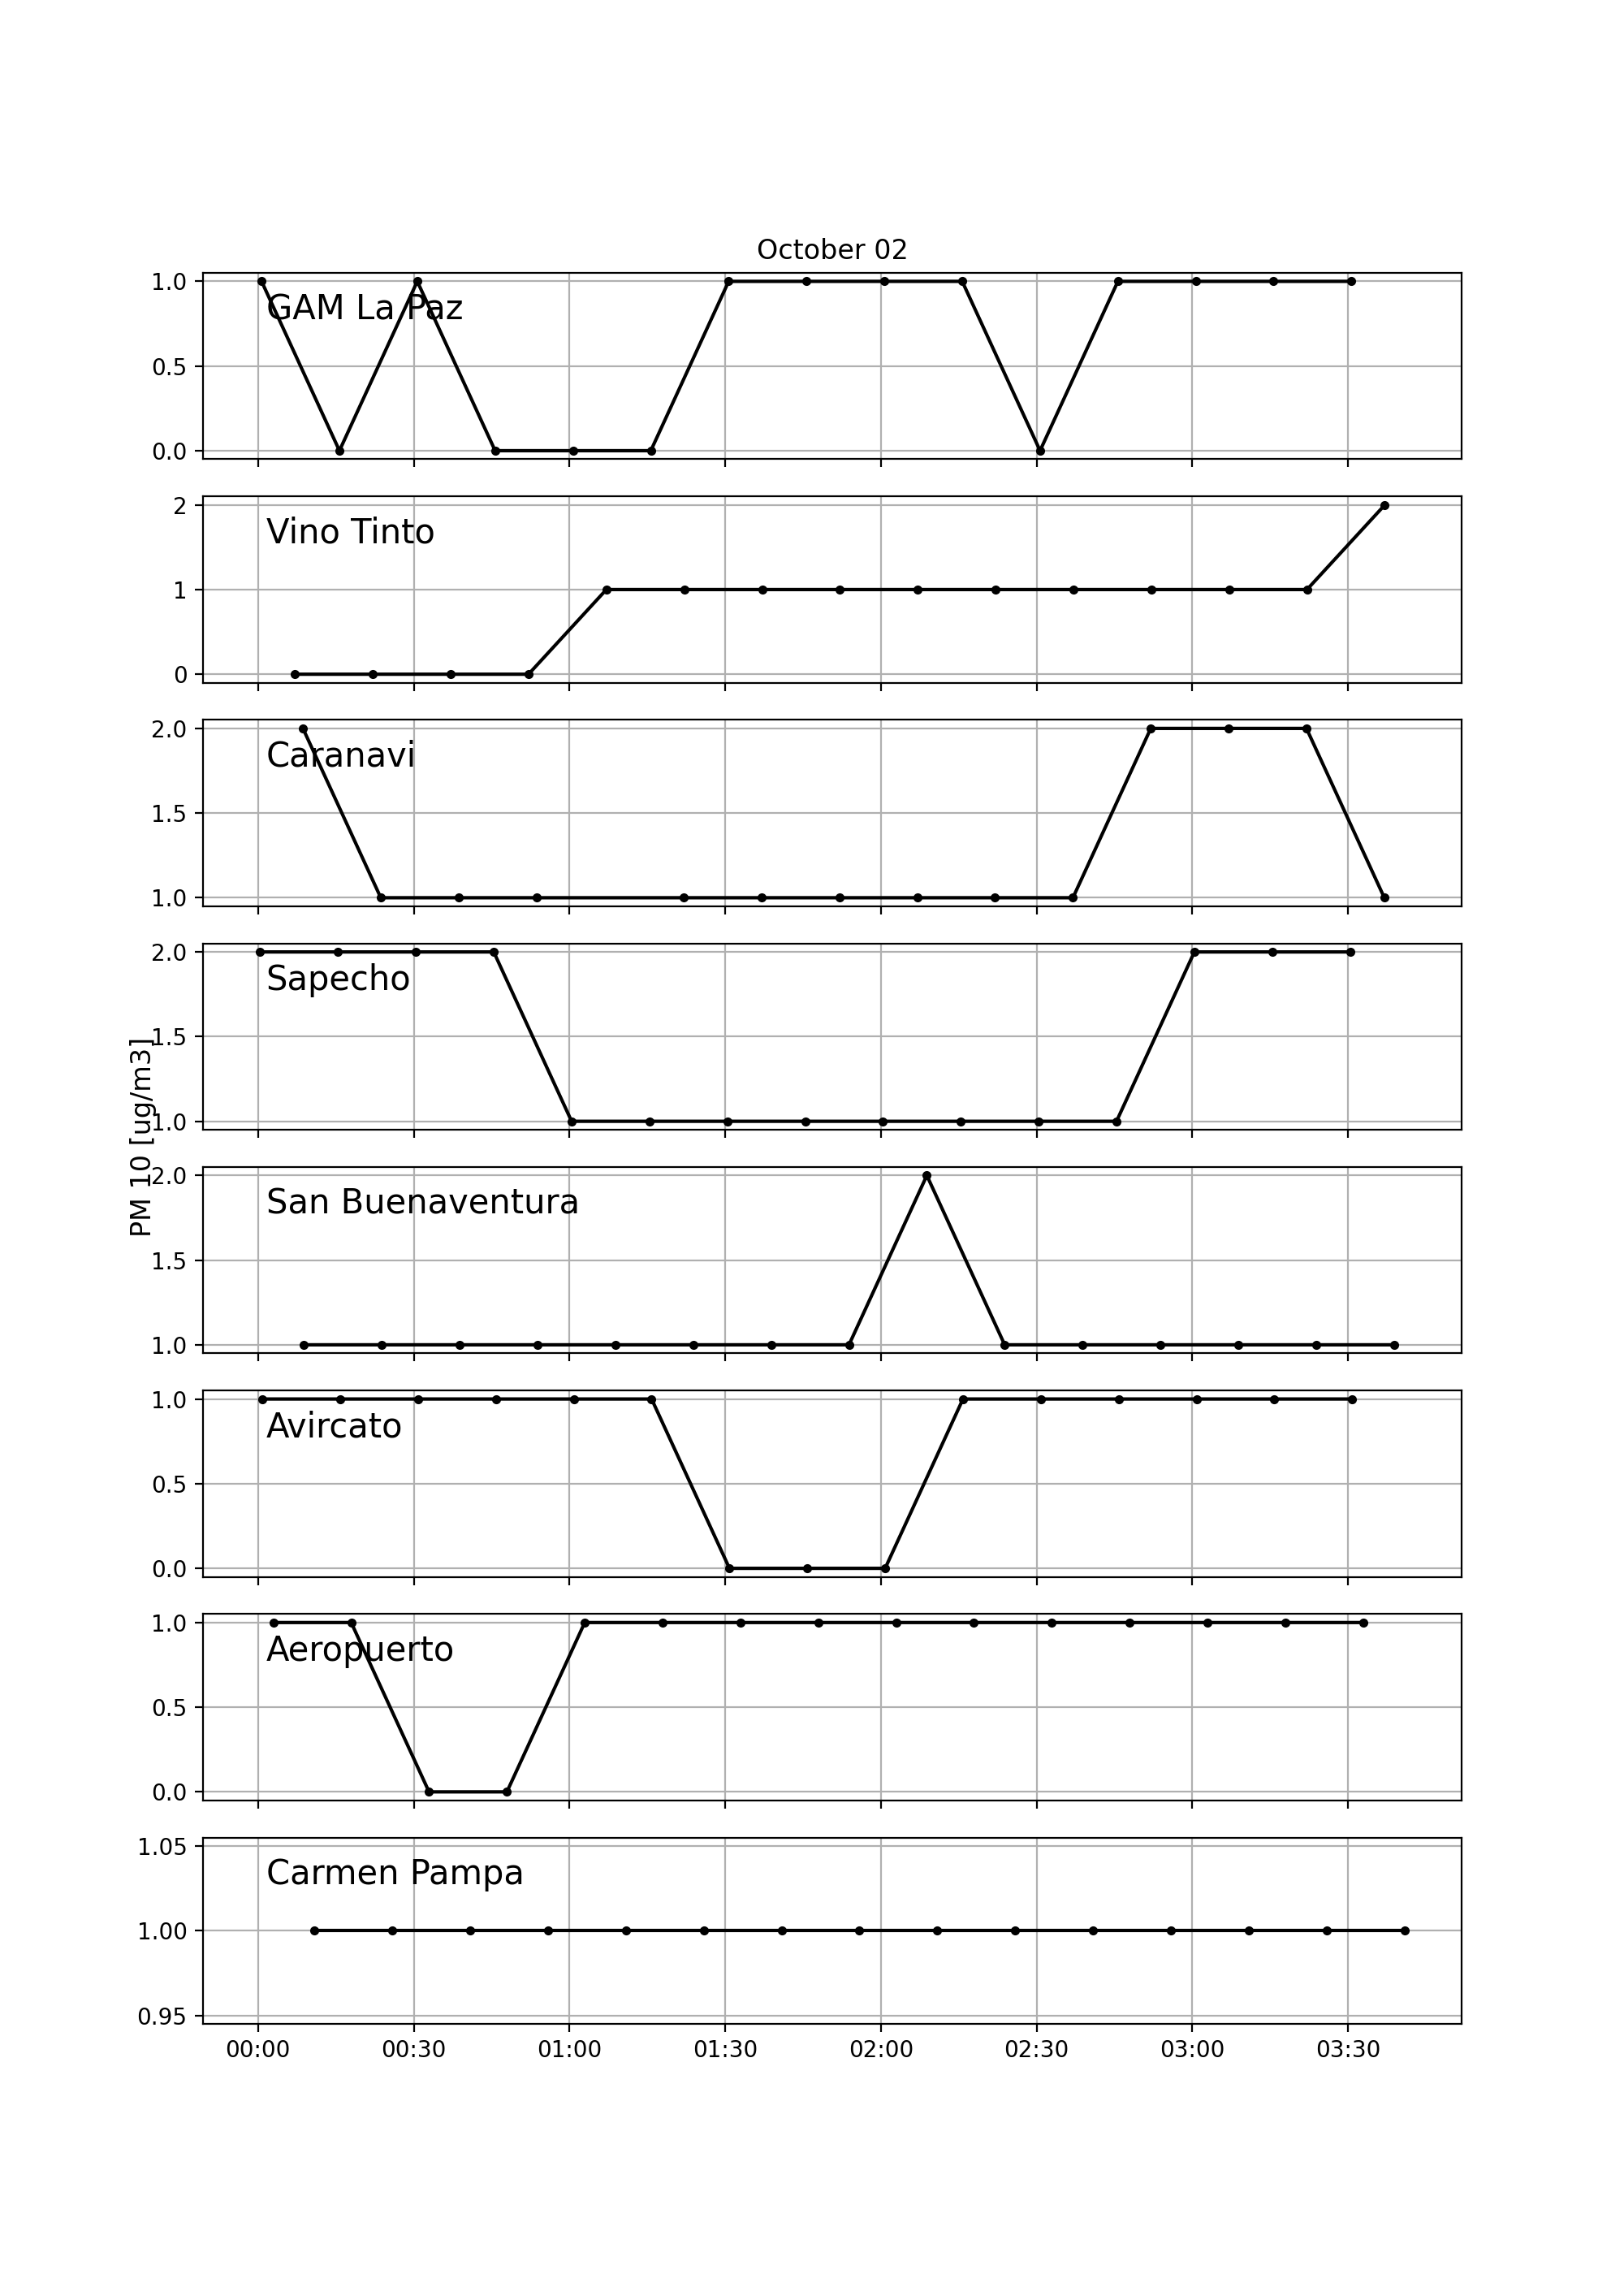 October 02
1.0
GAM La Paz
0.5
0.0
2
Vino Tinto
1
0
2.0
Caranavi
1.5
1.0
2.0
Sapecho
1.5
1.0
PM 10 [ug/m3]
2.0
San Buenaventura
1.5
1.0
1.0
Avircato
0.5
0.0
1.0
Aeropuerto
0.5
0.0
1.05
Carmen Pampa
1.00
0.95
00:00 00:30 01:00 01:30 02:00 02:30 03:00 03:30